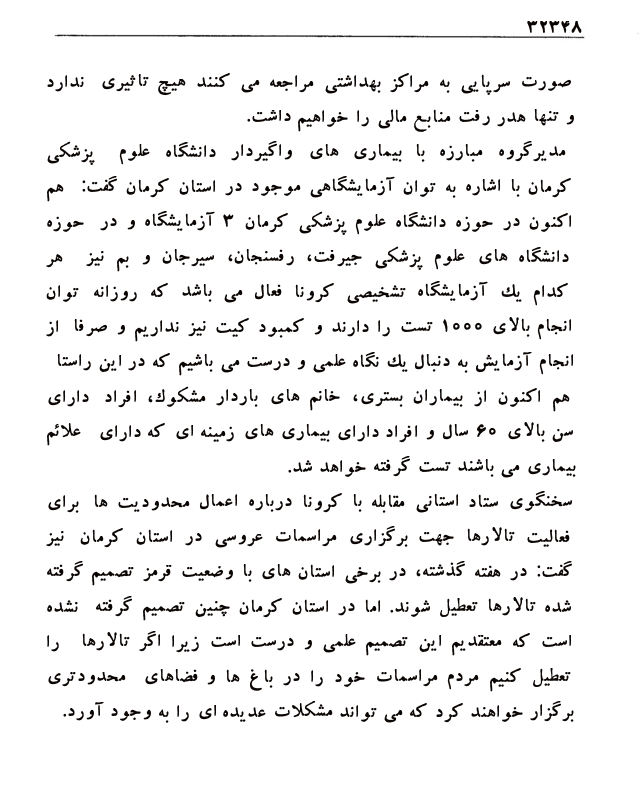 ۳۲۳۴۸
صورت سرپایی به مراکز بهداشتی مراجعه می کنند هیچ تاثیری ندارد
و تنها هدر رفت منابع مالی را خواهیم داشت.
مدیرگروه مبارزه با بیماری های واگیردار دانشگاه علوم پزشکی
کرمان با اشاره به توان آزمایشگاهی موجود در استان کرمان گفت: هم
اکنون در حوزه دانشگاه علوم پزشکی کرمان ۳ آزمایشگاه و در حوزه
دانشگاه های علوم پزشکی جیرفت، رفسنجان، سیرجان و بم نیز هر
کدام یك آزمایشگاه تشخیصی کرونا فعال می باشد که روزانه توان
انجام بالای ۱۰۰۰ تست را دارند و کمبود کیت نیز نداریم و صرفا از
انجام آزمایش به دنبال یك نگاه علمی و درست می باشیم که در این راستا
هم اکنون از بیماران بستری، خانم های باردار مشکوك، افراد دارای
سن بالای ۶۰ سال و افراد دارای بیماری های زمینه ای که دارای علائم
بیماری می باشند تست گرفته خواهد شد.
سخنگوی ستاد استانی مقابله با کرونا درباره اعمال محدودیت ها برای
فعالیت تالارها جهت برگزاری مراسمات عروسی در استان کرمان نیز
گفت: در هفته گذشته، در برخی استان های با وضعیت قرمز تصمیم گرفته
شده تالارها تعطیل شوند. اما در استان کرمان چنین تصمیم گرفته نشده
است که معتقدیم این تصمیم علمی و درست است زیرا اگر تالارها را
تعطیل کنیم مردم مراسمات خود را در باغ ها و فضاهای محدودتری
برگزار خواهند کرد که می تواند مشکلات عدیده ای را به وجود آورد.